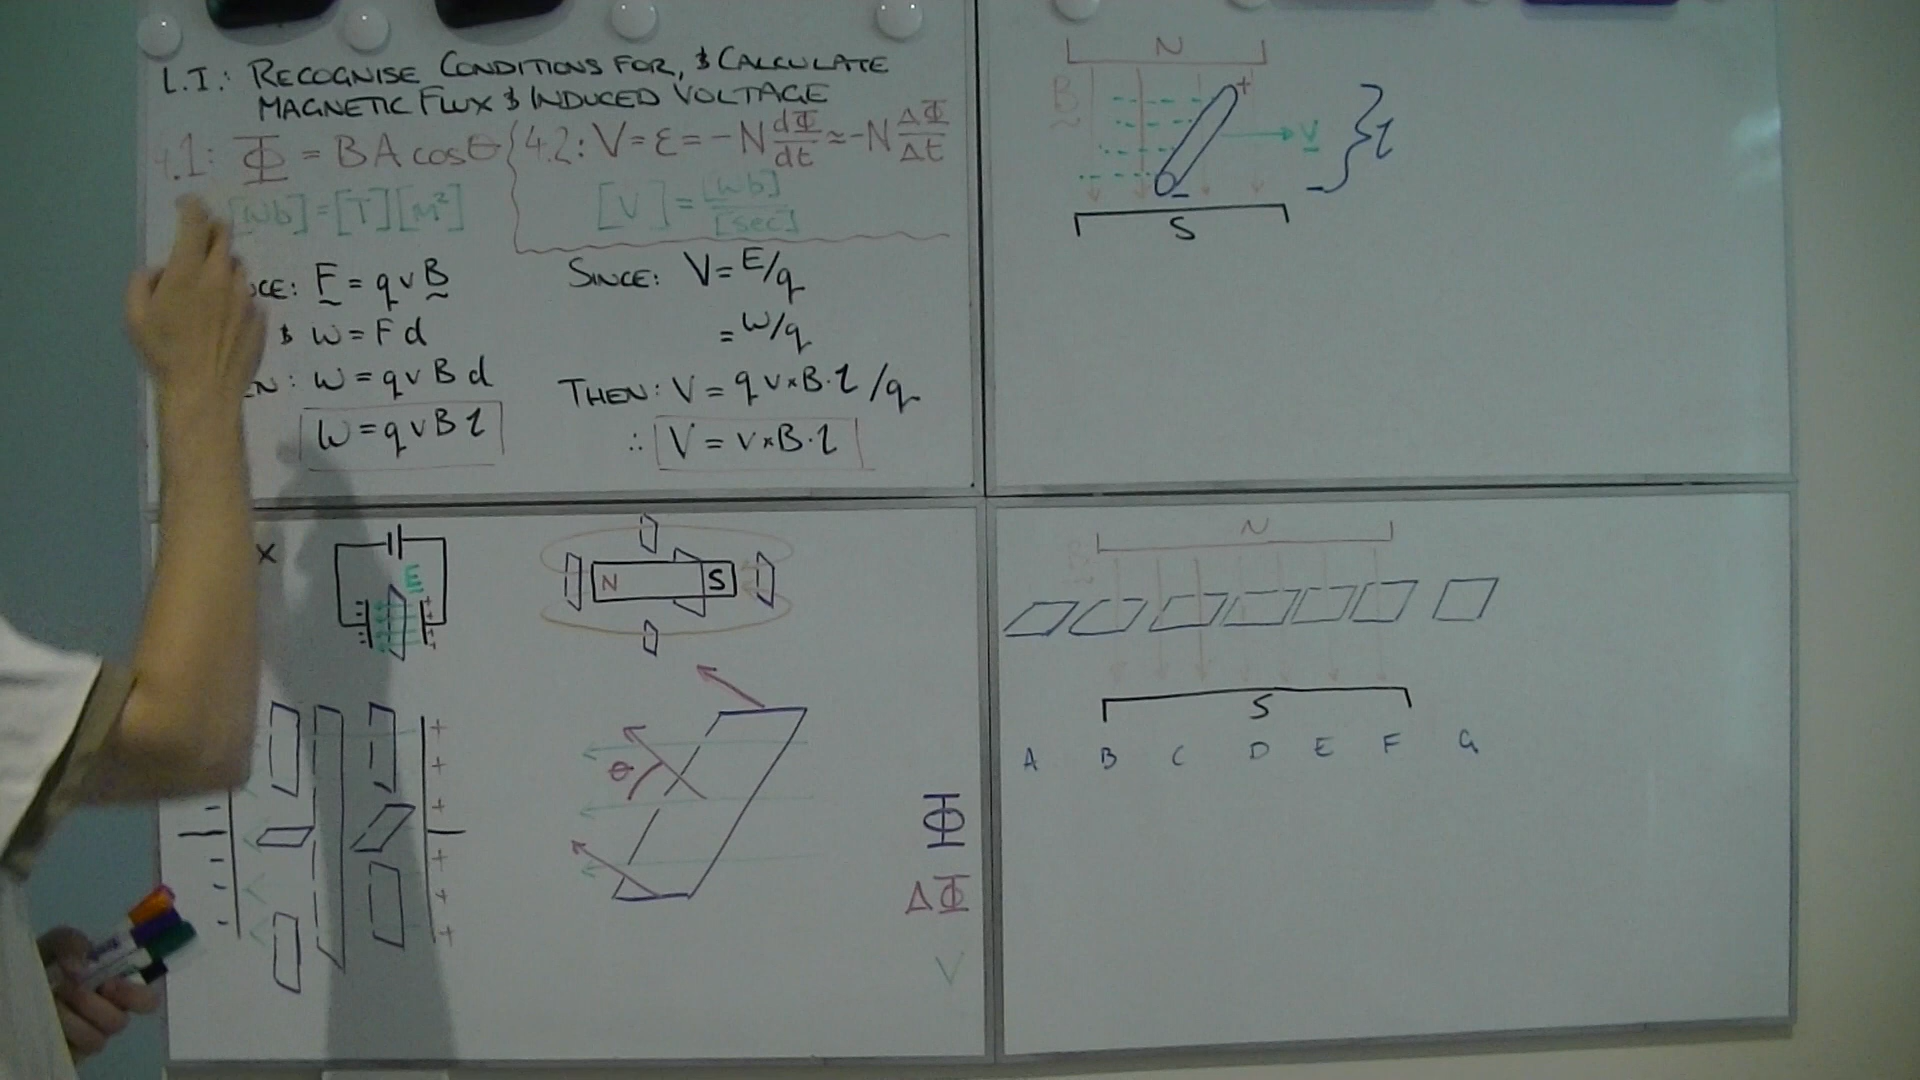 L.I.: RECOGNISE CONDITIONS FOR, & CALCULATE
MAGNETIC FLUX & INDUCED VOLTAGE
4.1: Φ = BA cosθ
4.2: V = ε = -N dΦ/dt ≈ -N ΔΦ/Δt
[Wb] = [T][m²]
[V] = [Wb]/[sec]
F = qvB
& W = Fd
W = qvBd
W = qvBl
SINCE: V = E/q
= W/q
THEN: V = qv×B·l/q
∴ V = v×B·l
N
B
+
v
l
-
-
S
x
E
N S
θ
Φ
ΔΦ
V
N
S
A B C D E F G